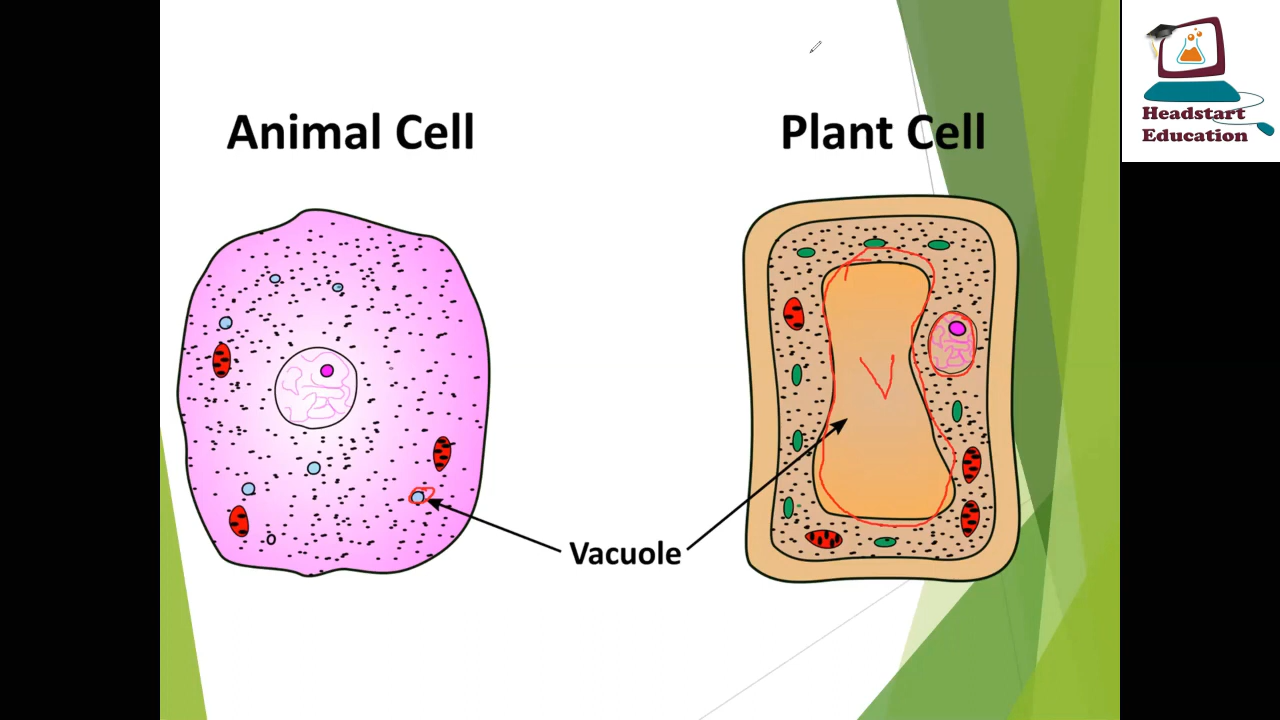 Animal Cell
Plant Cell
Vacuole
V
Headstart
Education